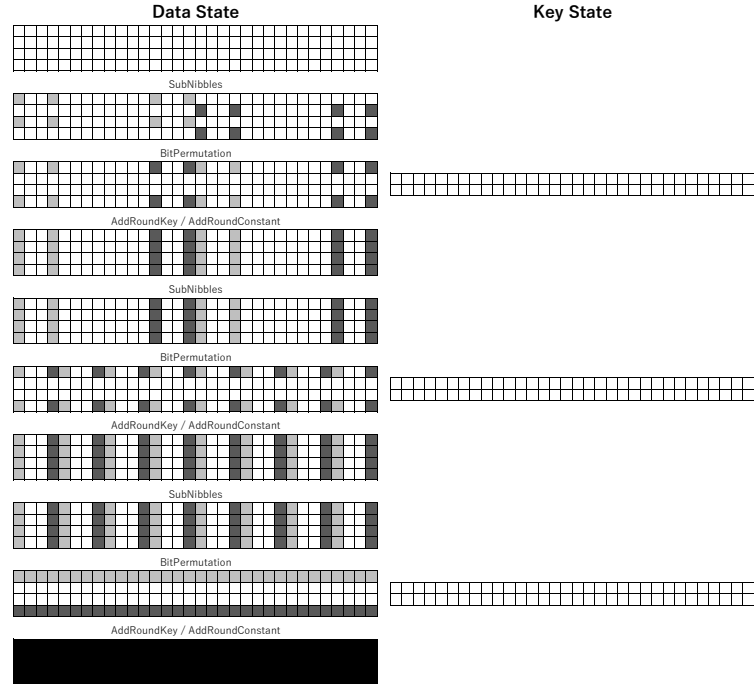 Data State
Key State
SubNibbles
BitPermutation
AddRoundKey / AddRoundConstant
SubNibbles
BitPermutation
AddRoundKey / AddRoundConstant
SubNibbles
BitPermutation
AddRoundKey / AddRoundConstant